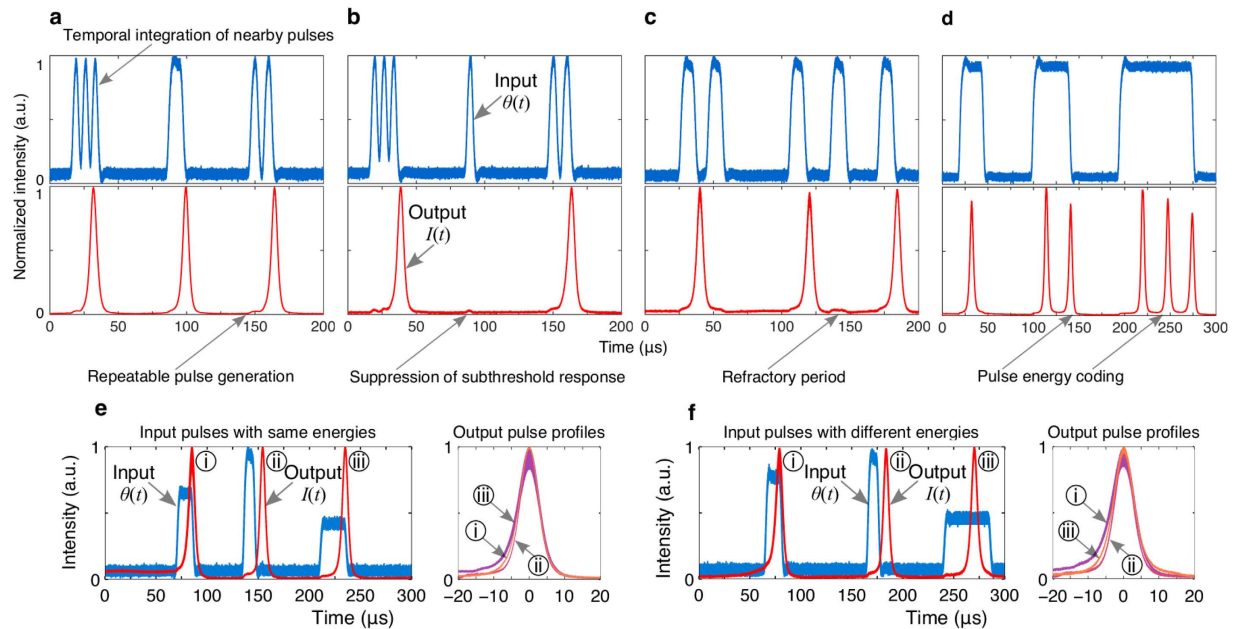 a
b
c
d
Temporal integration of nearby pulses
Normalized intensity (a.u.)
1
0
1
0
Input
θ(t)
Output
I(t)
0 50 100 150 200
0 50 100 150 200
0 50 100 150 200
0 50 100 150 200 250 300
Time (µs)
Repeatable pulse generation
Suppression of subthreshold response
Refractory period
Pulse energy coding
e
Input pulses with same energies
Output pulse profiles
Intensity (a.u.)
1
0
Input
θ(t)
i
ii
iii
Output
I(t)
0 50 100 150 200 250 300
Time (µs)
1
0
iii
i
ii
−20 −10 0 10 20
f
Input pulses with different energies
Output pulse profiles
Intensity (a.u.)
1
0
i
Input
θ(t)
ii
Output
I(t)
iii
0 50 100 150 200 250 300
Time (µs)
1
0
i
iii
ii
−20 −10 0 10 20